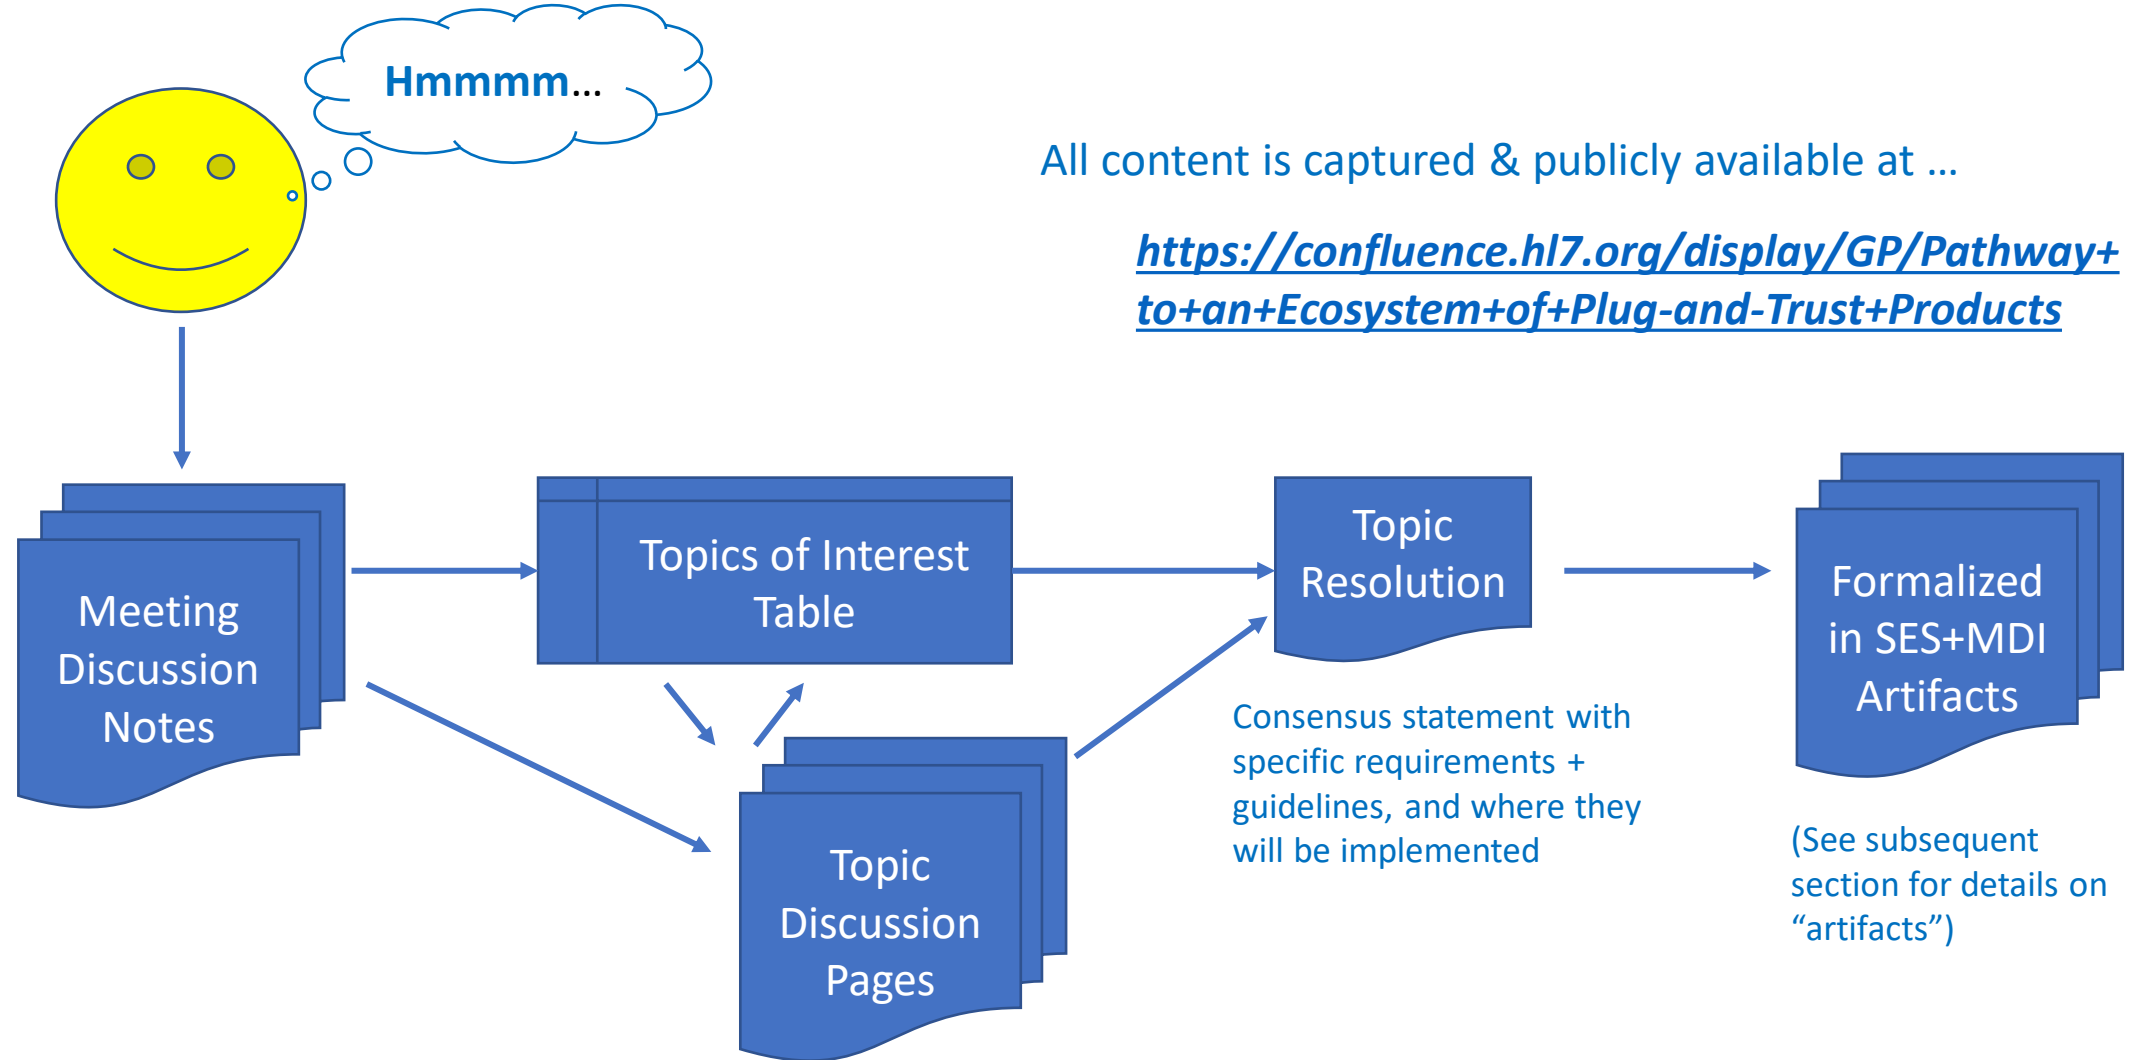 Hmmmm...
All content is captured & publicly available at ...
https://confluence.hl7.org/display/GP/Pathway+
to+an+Ecosystem+of+Plug-and-Trust+Products
Meeting
Discussion
Notes
Topics of Interest
Table
Topic
Discussion
Pages
Topic
Resolution
Consensus statement with
specific requirements +
guidelines, and where they
will be implemented
Formalized
in SES+MDI
Artifacts
(See subsequent
section for details on
“artifacts”)